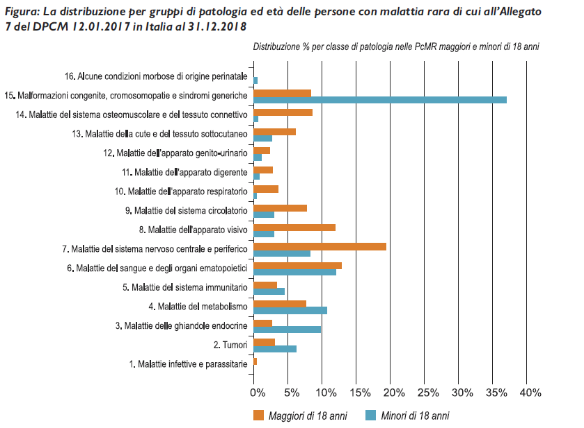 Figura: La distribuzione per gruppi di patologia ed età delle persone con malattia rara di cui all'Allegato
7 del DPCM 12.01.2017 in Italia al 31.12.2018
Distribuzione % per classe di patologia nelle PcMR maggiori e minori di 18 anni
16. Alcune condizioni morbose di origine perinatale
15. Malformazioni congenite, cromosomopatie e sindromi generiche
14. Malattie del sistema osteomuscolare e del tessuto connettivo
13. Malattie della cute e del tessuto sottocutaneo
12. Malattie dell'apparato genito-urinario
11. Malattie dell'apparato digerente
10. Malattie dell'apparato respiratorio
9. Malattie del sistema circolatorio
8. Malattie dell'apparato visivo
7. Malattie del sistema nervoso centrale e periferico
6. Malattie del sangue e degli organi ematopoietici
5. Malattie del sistema immunitario
4. Malattie del metabolismo
3. Malattie delle ghiandole endocrine
2. Tumori
1. Malattie infettive e parassitarie
0% 5% 10% 15% 20% 25% 30% 35% 40%
Maggiori di 18 anni Minori di 18 anni